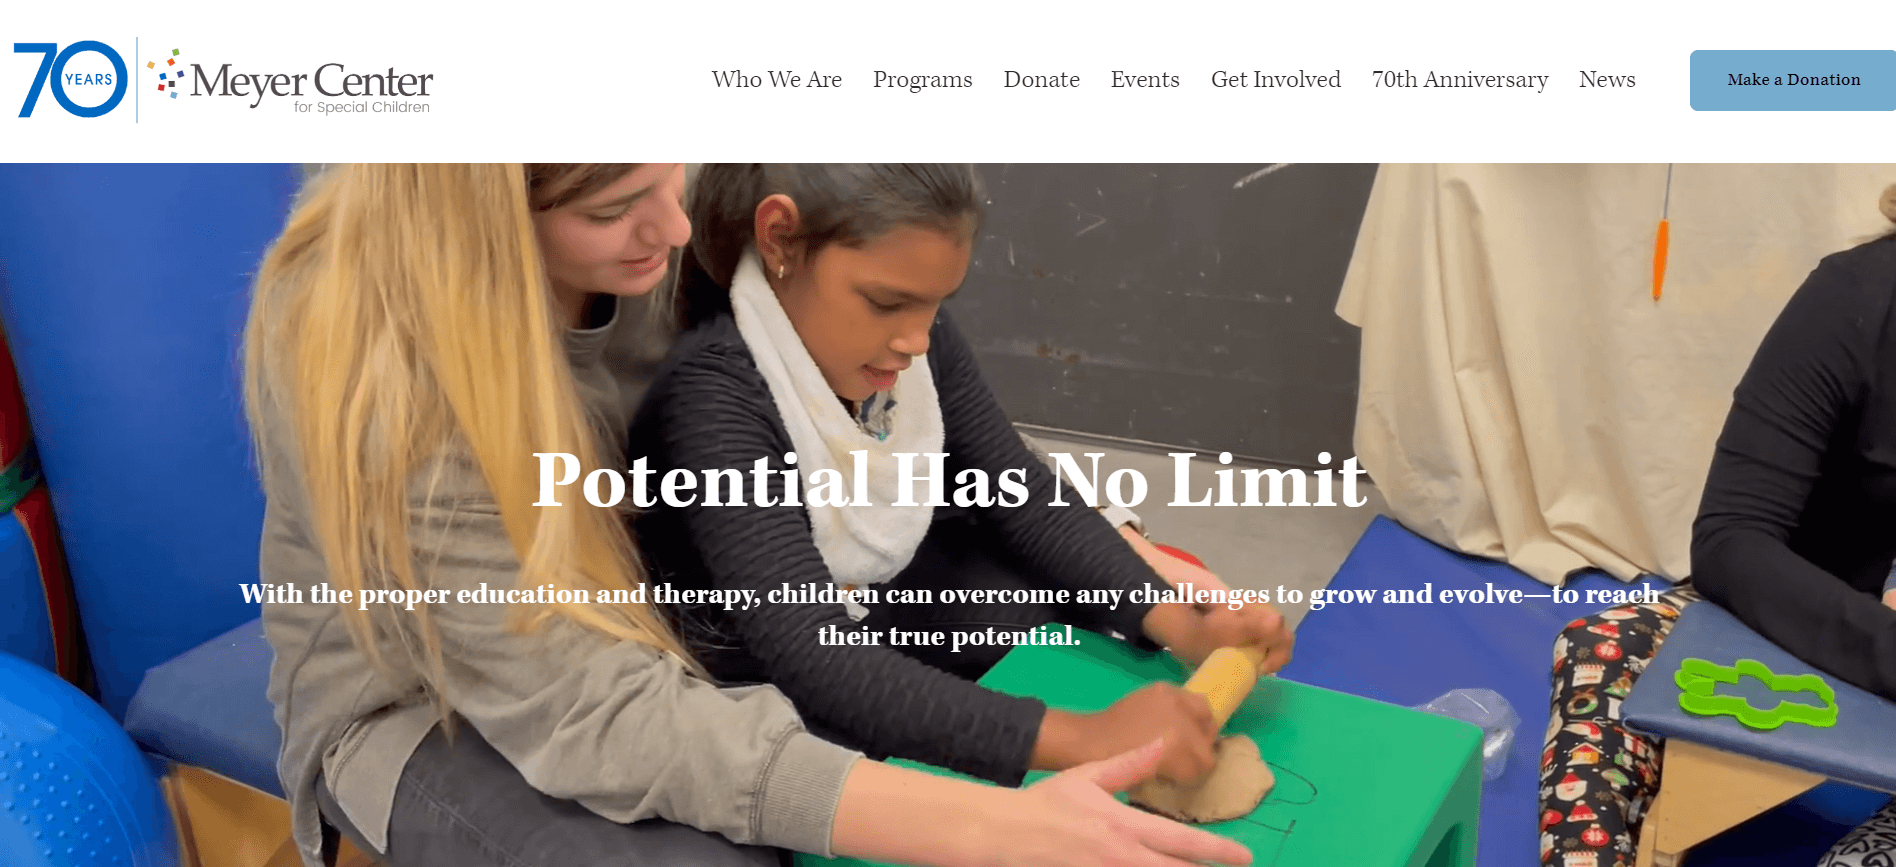 70 YEARS
Meyer Center
for Special Children
Who We Are
Programs
Donate
Events
Get Involved
70th Anniversary
News
Make a Donation
Potential Has No Limit
With the proper education and therapy, children can overcome any challenges to grow and evolve—to reach
their true potential.